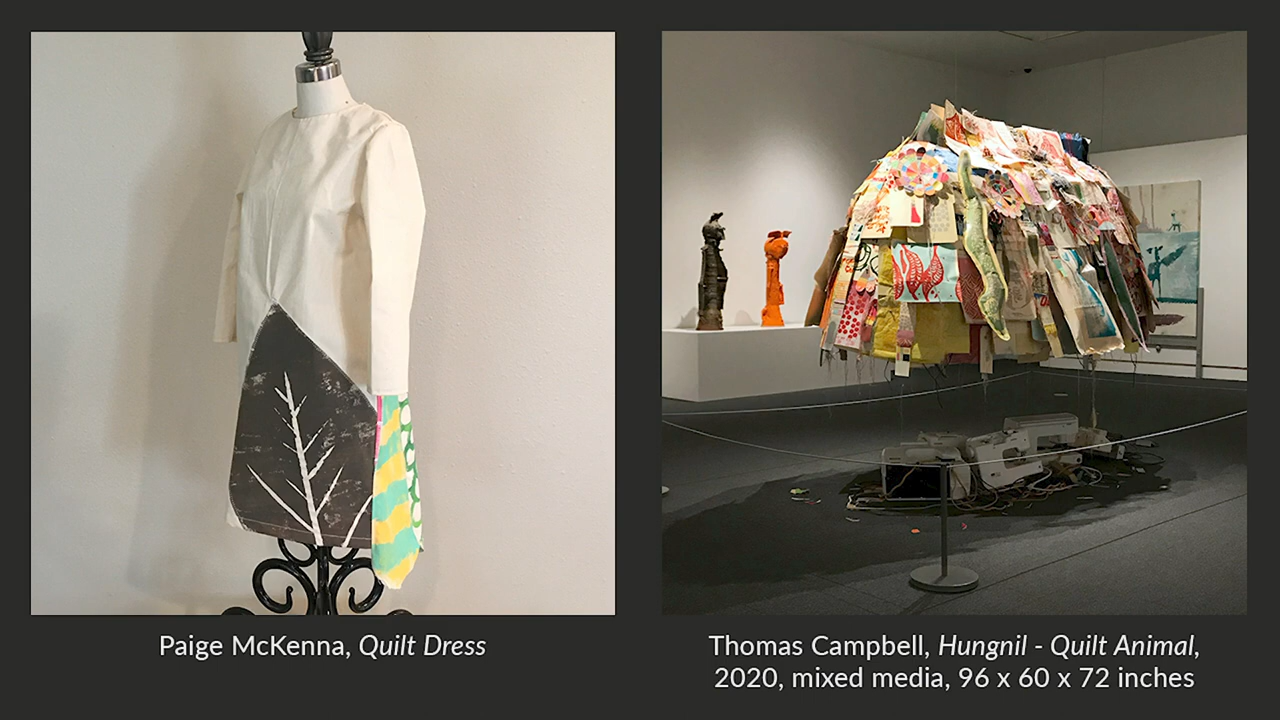 Paige McKenna, Quilt Dress
Thomas Campbell, Hungnil - Quilt Animal,
2020, mixed media, 96 x 60 x 72 inches